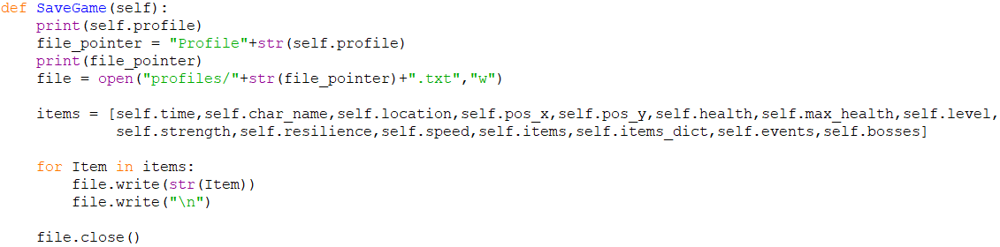 def SaveGame(self):
    print(self.profile)
    file_pointer = "Profile"+str(self.profile)
    print(file_pointer)
    file = open("profiles/"+str(file_pointer)+".txt","w")

    items = [self.time,self.char_name,self.location,self.pos_x,self.pos_y,self.health,self.max_health,self.level,
             self.strength,self.resilience,self.speed,self.items,self.items_dict,self.events,self.bosses]

    for Item in items:
        file.write(str(Item))
        file.write("\n")

    file.close()